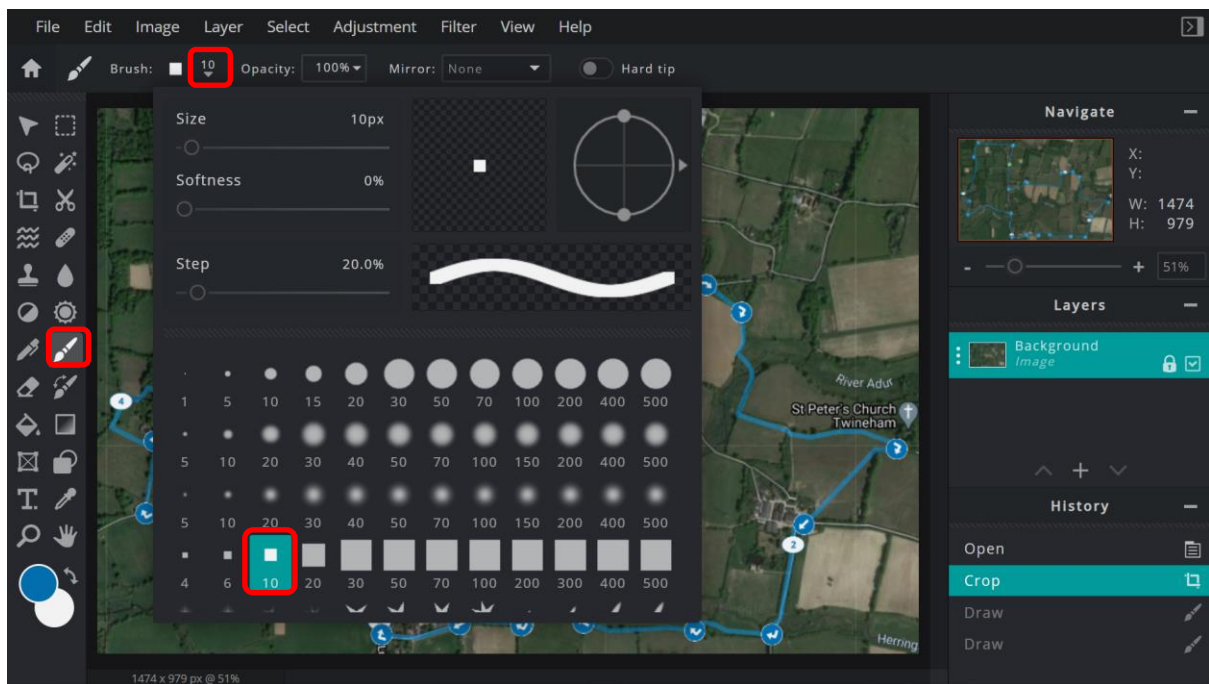 File Edit Image Layer Select Adjustment Filter View Help
Brush: 10 Opacity: 100% Mirror: None Hard tip
Size 10px
Softness 0%
Step 20.0%
1 5 10 15 20 30 50 70 100 200 400 500
5 10 20 30 40 50 70 100 150 200 400 500
5 10 20 30 40 50 70 100 150 200 400 500
4 6 10 20 30 50 70 100 200 300 400 500
4
River Adur
St Peter's Church
Twineham
2
Herring
1474 x 979 px @ 51%
Navigate
X:
Y:
W: 1474
H: 979
- + 51%
Layers
Background
Image
History
Open
Crop
Draw
Draw